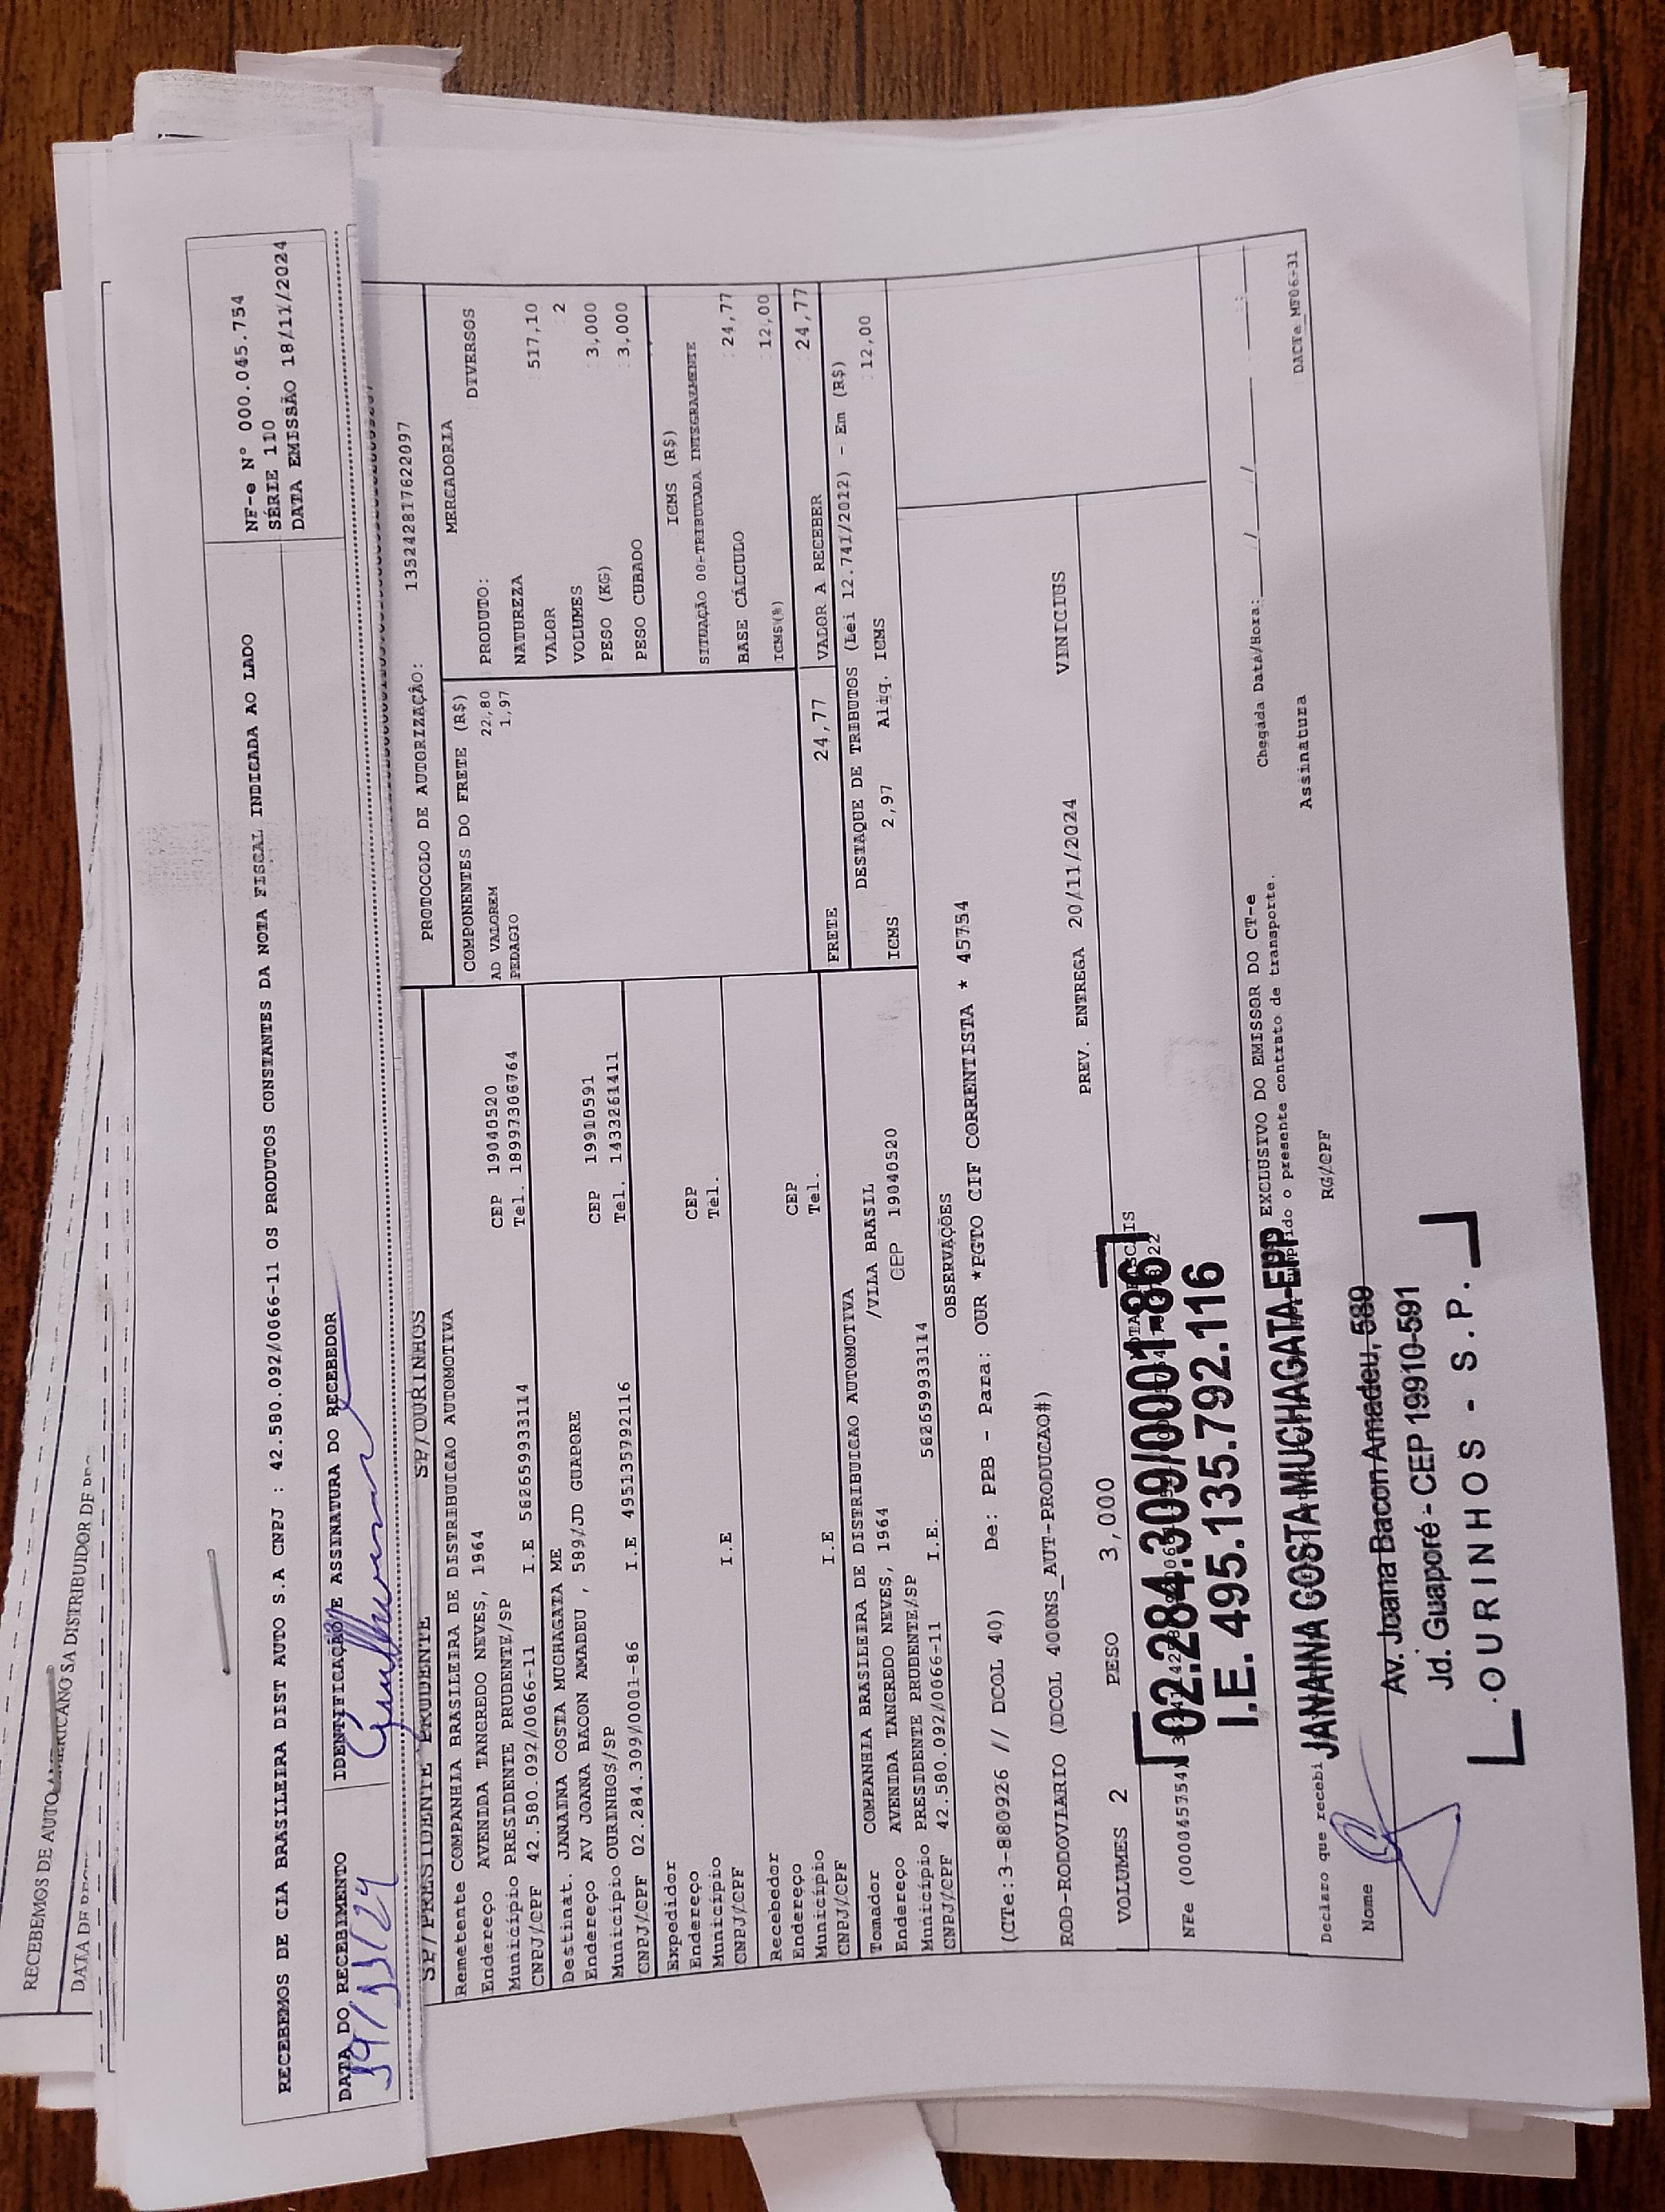 RECEBEMOS DE AUTO AMERICANO SA DISTRIBUIDOR DE
RECEBEMOS DE CIA BRASILEIRA DIST AUTO S.A CNPJ : 42.580.092/0066-11 OS PRODUTOS CONSTANTES DA NOTA FISCAL INDICADA AO LADO
NF-e N° 000.045.754
SÉRIE 110
DATA EMISSÃO 18/11/2024
DATA DO RECEBIMENTO
19/11/24
IDENTIFICAÇÃO E ASSINATURA DO RECEBEDOR
Guilherme
PROTOCOLO DE AUTORIZAÇÃO: 135242817622097
SP/PRESIDENTE PRUDENTE SP/OURINHOS
Remetente COMPANHIA BRASILEIRA DE DISTRIBUICAO AUTOMOTIVA
Endereço AVENIDA TANCREDO NEVES, 1964 CEP 19040520
Município PRESIDENTE PRUDENTE/SP Tel. 18997306764
CNPJ/CPF 42.580.092/0066-11 I.E 562659933114
Destinat. JANAINA COSTA MUCHAGATA ME
Endereço AV JOANA BACON AMADEU , 589/JD GUAPORE CEP 19910591
Município OURINHOS/SP Tel. 1433261411
CNPJ/CPF 02.284.309/0001-86 I.E 495135792116
Expedidor
Endereço CEP
Município Tel.
CNPJ/CPF I.E
Recebedor
Endereço CEP
Município Tel.
CNPJ/CPF I.E
Tomador COMPANHIA BRASILEIRA DE DISTRIBUICAO AUTOMOTIVA
Endereço AVENIDA TANCREDO NEVES, 1964 /VILA BRASIL
Município PRESIDENTE PRUDENTE/SP CEP 19040520
CNPJ/CPF 42.580.092/0066-11 I.E. 562659933114
COMPONENTES DO FRETE (R$)
AD VALOREM 22,80
PEDAGIO 1,97
MERCADORIA
PRODUTO: DIVERSOS
NATUREZA
VALOR 517,10
VOLUMES 2
PESO (KG) 3,000
PESO CUBADO 3,000
ICMS (R$)
SITUAÇÃO 00-TRIBUTADA INTEGRALMENTE
BASE CÁLCULO 24,77
ICMS(%) 12,00
FRETE 24,77 VALOR A RECEBER 24,77
DESTAQUE DE TRIBUTOS (Lei 12.741/2012) - Em (R$)
ICMS 2,97 Aliq. ICMS 12,00
OBSERVAÇÕES
(CTe:3-880926 // DCOL 40) De: PPB - Para: OUR *PGTO CIF CORRENTISTA * 45754
ROD-RODOVIARIO (DCOL 400NS_AUT-PRODUCAO#)
VOLUMES 2 PESO 3,000 PREV. ENTREGA 20/11/2024 VINICIUS
NFe (000045754)
EXCLUSIVO DO EMISSOR DO CT-e
Declaro que recebi o presente contrato de transporte.
Chegada Data/Hora: / / :
Nome RG/CPF Assinatura
DACTe_MF06-31
02.284.309/0001-86
I.E. 495.135.792.116
JANAINA COSTA MUCHAGATA EPP
Av. Joana Bacon Amadeu, 589
Jd. Guaporé - CEP 19910-591
OURINHOS - S.P.